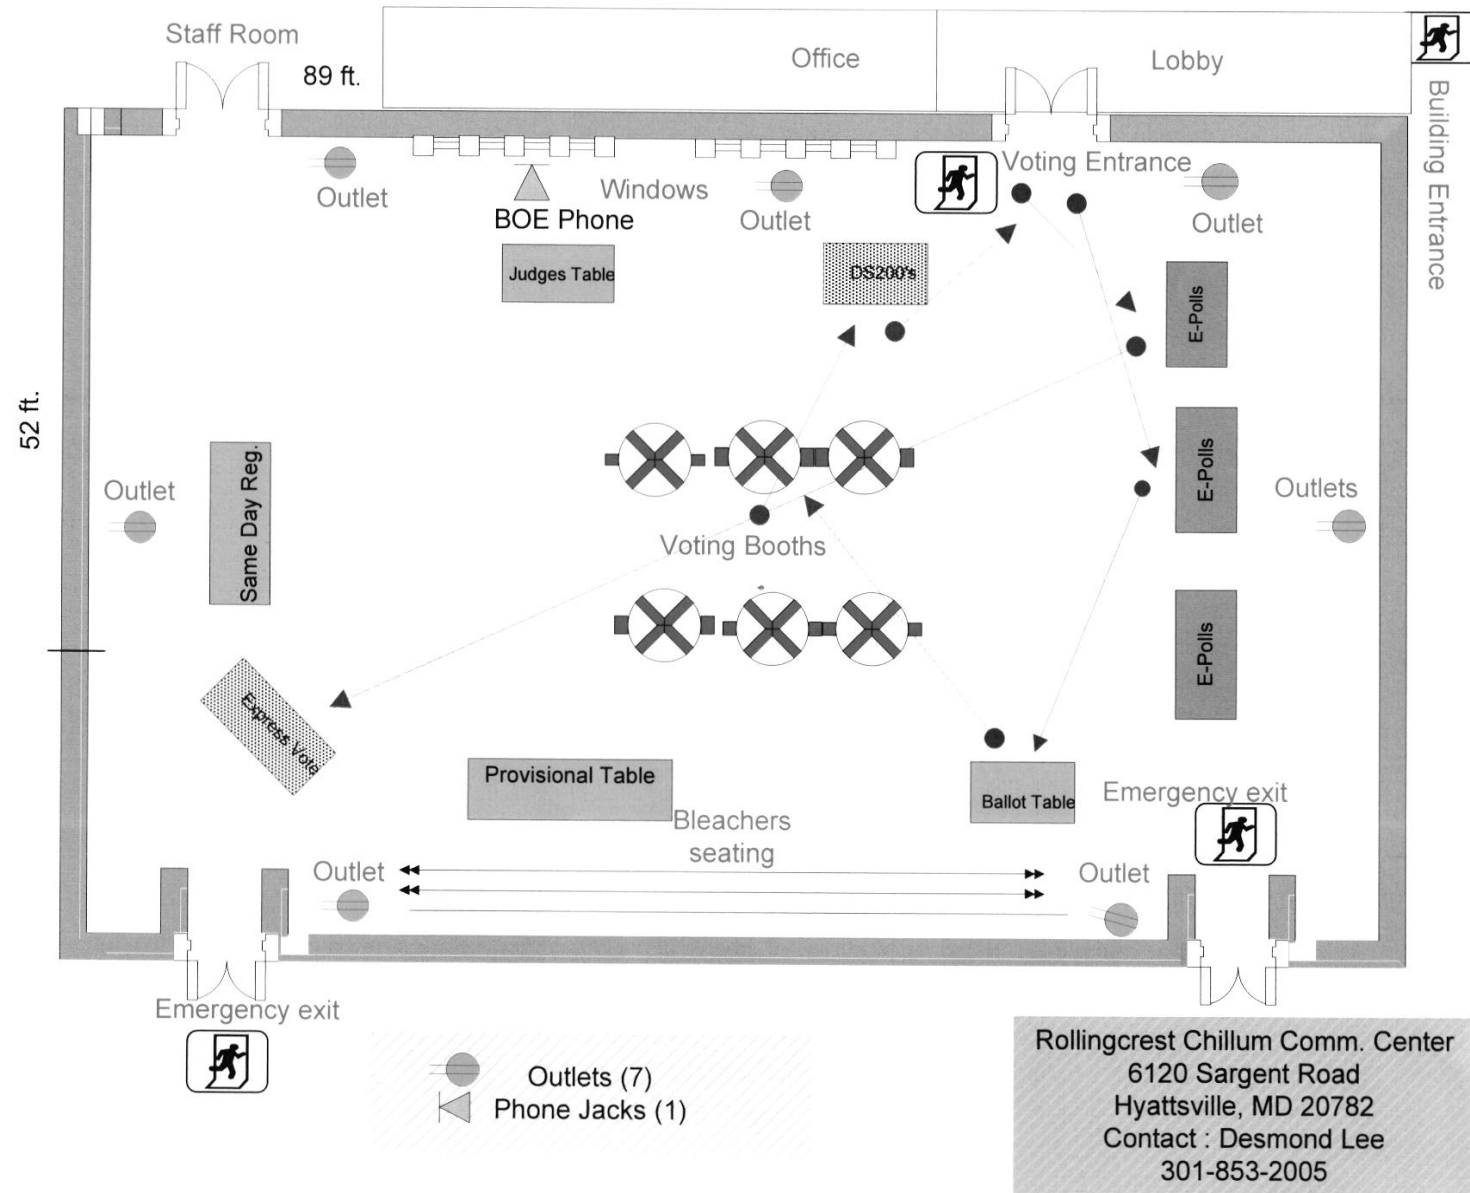 Staff Room
89 ft.
Office
Lobby
Building Entrance
Voting Entrance
Outlet
Windows
BOE Phone
Outlet
Outlet
Judges Table
DS200's
E-Polls
52 ft.
Same Day Reg.
Outlet
E-Polls
Outlets
Voting Booths
E-Polls
Express Vote
Provisional Table
Ballot Table
Emergency exit
Bleachers
seating
Outlet
Outlet
Emergency exit
Outlets (7)
Phone Jacks (1)
Rollingcrest Chillum Comm. Center
6120 Sargent Road
Hyattsville, MD 20782
Contact : Desmond Lee
301-853-2005